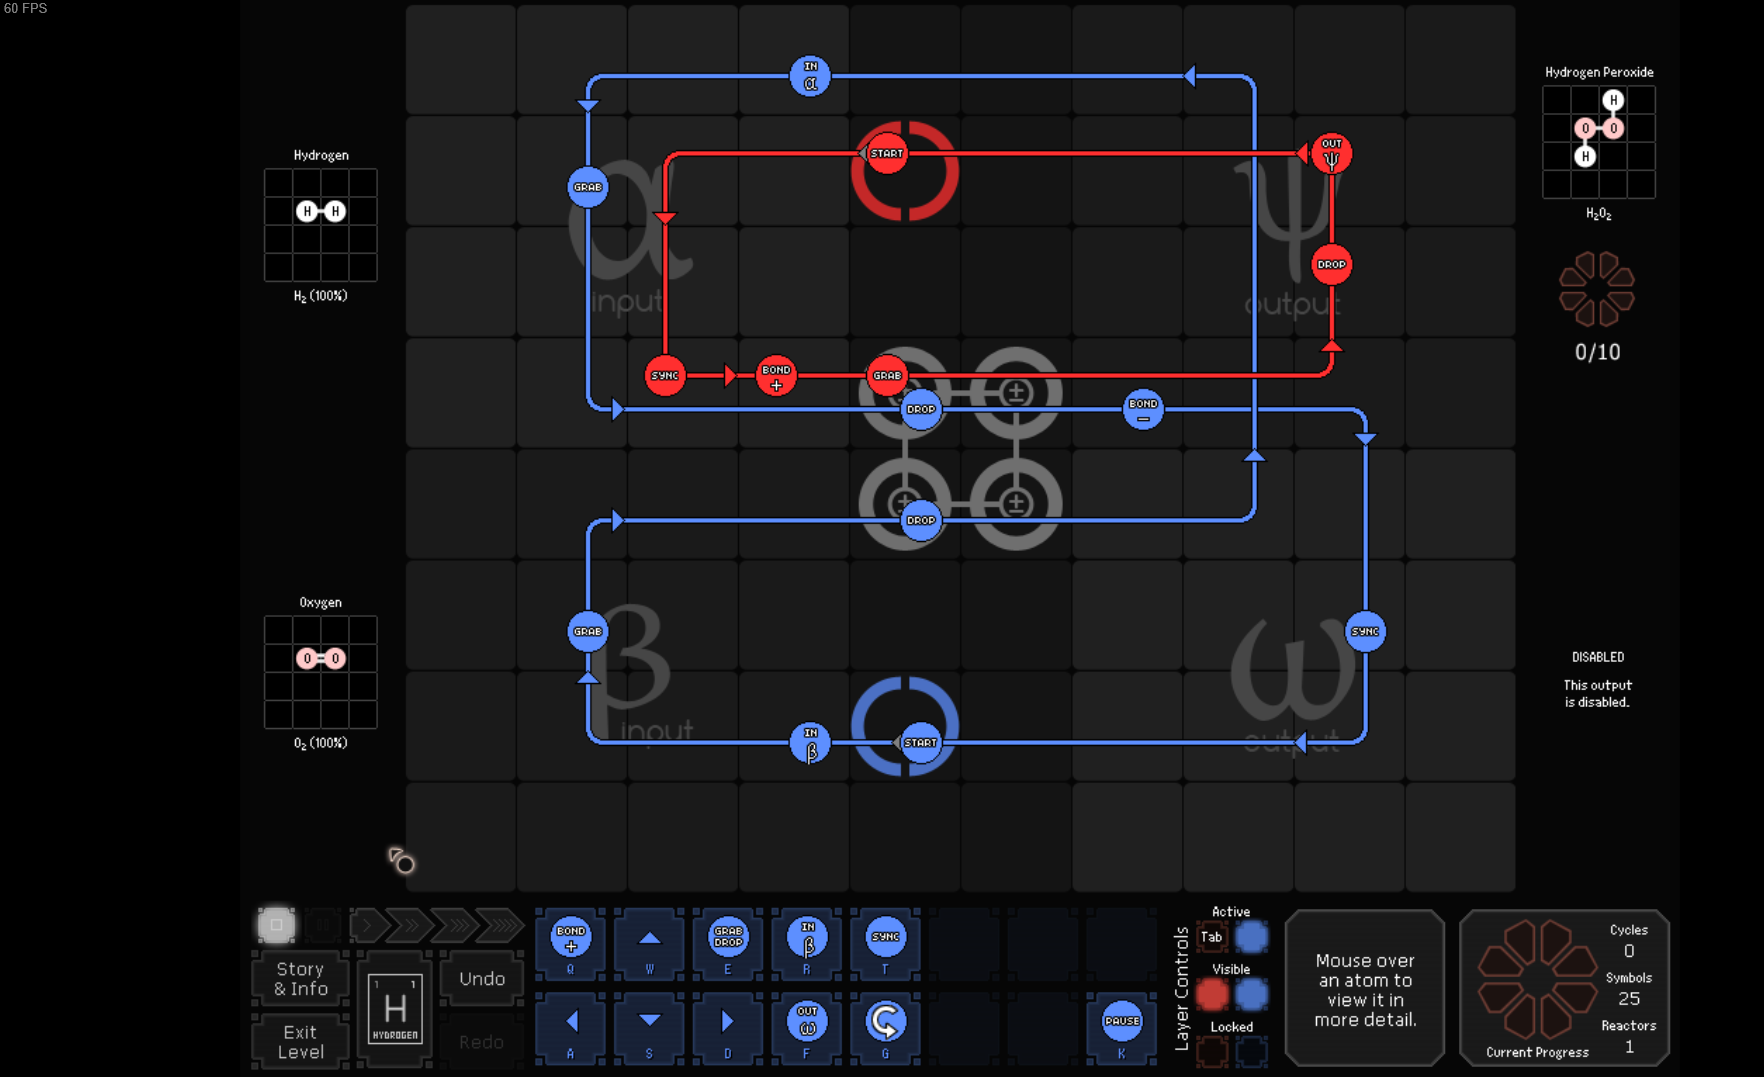 60 FPS
Hydrogen
H H
H₂ (100%)
Oxygen
O O
O₂ (100%)
IN α
GRAB
START
OUT ψ
α
input
ψ
output
DROP
SYNC
BOND +
GRAB
DROP
BOND –
±
±
±
DROP
GRAB
β
input
SYNC
ω
output
IN β
START
Hydrogen Peroxide
H
O O
H
H₂O₂
0/10
DISABLED
This output
is disabled.
Story
& Info
Exit
Level
1 1
H
HYDROGEN
Undo
Redo
BOND + Q
W
GRAB DROP E
IN β R
SYNC T
A
S
D
OUT ω F
G
PAUSE K
Layer Controls
Active
Tab
Visible
Locked
Mouse over
an atom to
view it in
more detail.
Cycles
0
Symbols
25
Reactors
1
Current Progress